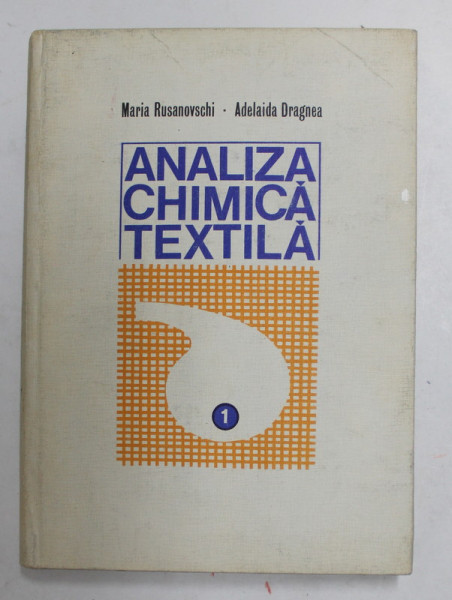 Maria Rusanovschi · Adelaida Dragnea
ANALIZA
CHIMICĂ
TEXTILĂ
1